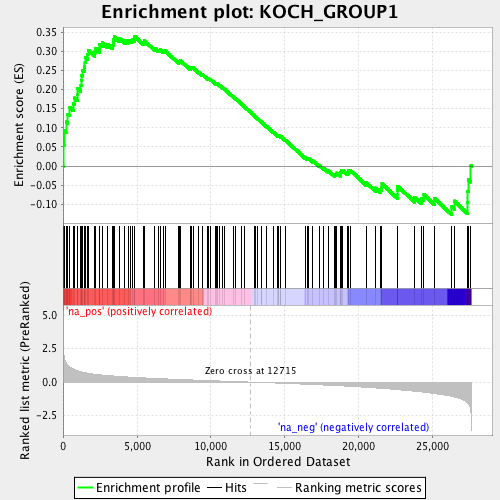 Enrichment plot: KOCH_GROUP1
Enrichment score (ES)
0.35
0.30
0.25
0.20
0.15
0.10
0.05
0.00
-0.05
-0.10
'na_pos' (positively correlated)
Ranked list metric (PreRanked)
5.0
2.5
0.0
-2.5
Zero cross at 12715
'na_neg' (negatively correlated)
0
5,000
10,000
15,000
20,000
25,000
Rank in Ordered Dataset
Enrichment profile
Hits
Ranking metric scores